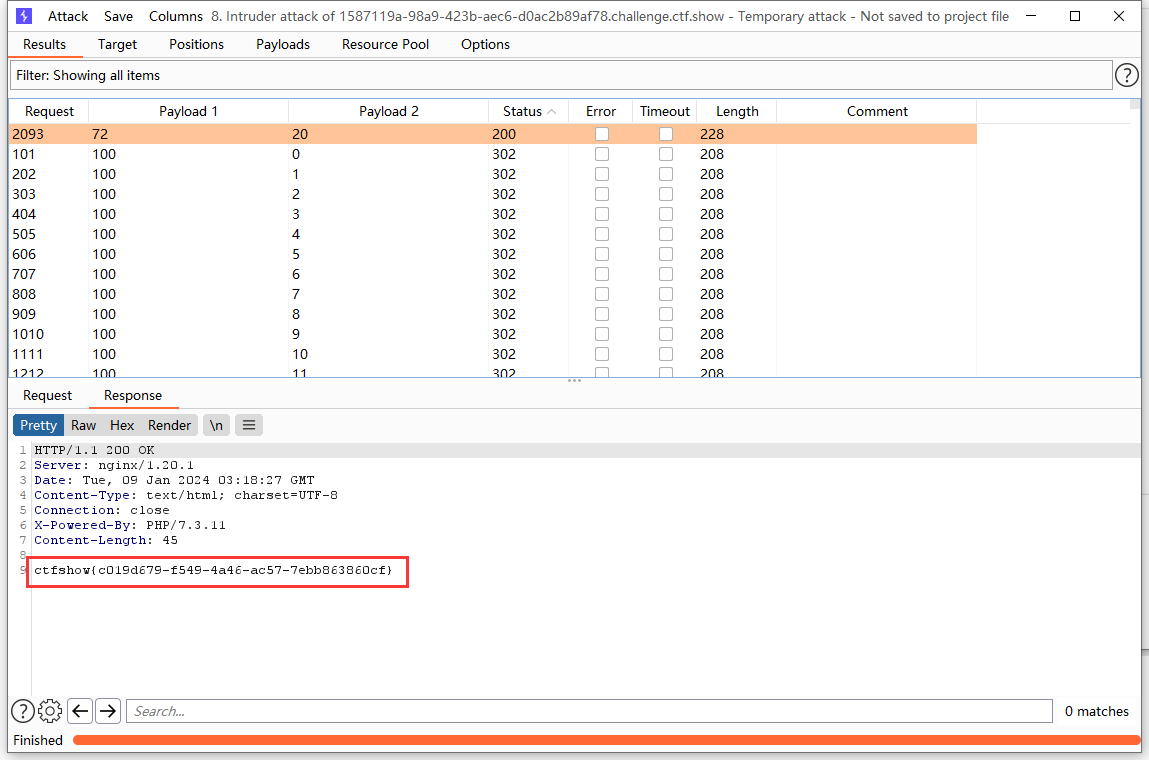 Attack Save Columns 8. Intruder attack of 1587119a-98a9-423b-aec6-d0ac2b89af78.challenge.ctf.show - Temporary attack - Not saved to project file
Results Target Positions Payloads Resource Pool Options
Filter: Showing all items
?
Request Payload 1 Payload 2 Status Error Timeout Length Comment
2093 72 20 200 228
101 100 0 302 208
202 100 1 302 208
303 100 2 302 208
404 100 3 302 208
505 100 4 302 208
606 100 5 302 208
707 100 6 302 208
808 100 7 302 208
909 100 8 302 208
1010 100 9 302 208
1111 100 10 302 208
1212 100 11 302 208
Request Response
Pretty Raw Hex Render \n
1 HTTP/1.1 200 OK
2 Server: nginx/1.20.1
3 Date: Tue, 09 Jan 2024 03:18:27 GMT
4 Content-Type: text/html; charset=UTF-8
5 Connection: close
6 X-Powered-By: PHP/7.3.11
7 Content-Length: 45
8
9 ctfshow{c019d679-f549-4a46-ac57-7ebb863860cf}
? Search... 0 matches
Finished